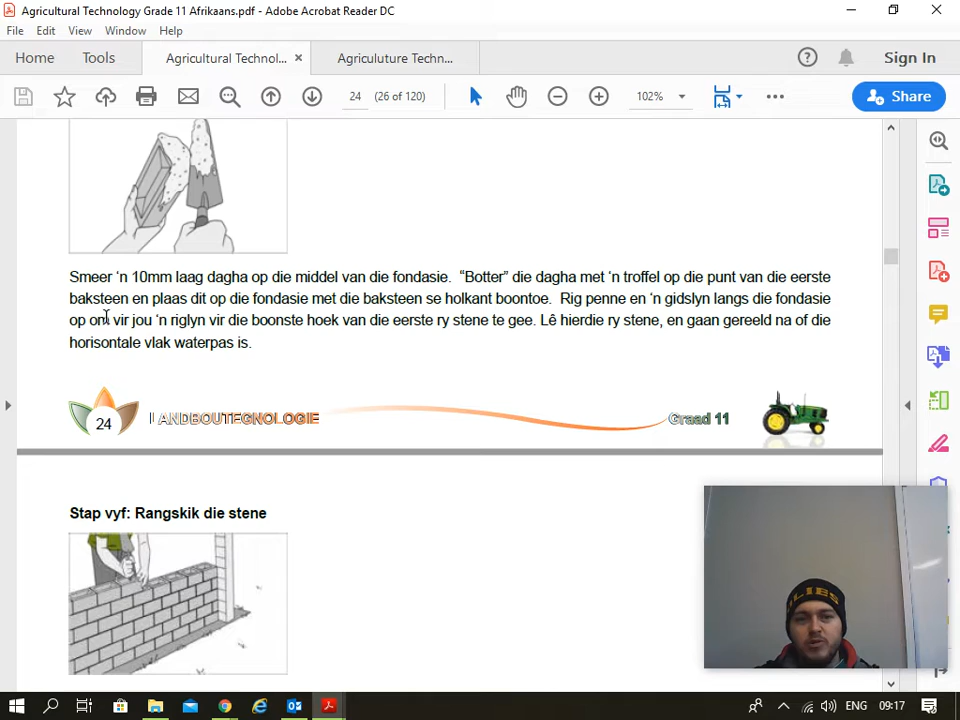 Agricultural Technology Grade 11 Afrikaans.pdf - Adobe Acrobat Reader DC
File Edit View Window Help
Home Tools Agricultural Technol... × Agriculuture Techn... Sign In
24 (26 of 120) 102% Share
Smeer ‘n 10mm laag dagha op die middel van die fondasie. “Botter” die dagha met ‘n troffel op die punt van die eerste
baksteen en plaas dit op die fondasie met die baksteen se holkant boontoe. Rig penne en ‘n gidslyn langs die fondasie
op om vir jou ‘n riglyn vir die boonste hoek van die eerste ry stene te gee. Lê hierdie ry stene, en gaan gereeld na of die
horisontale vlak waterpas is.
24 LANDBOUTEGNOLOGIE Graad 11
Stap vyf: Rangskik die stene
OLIES
ENG 09:17